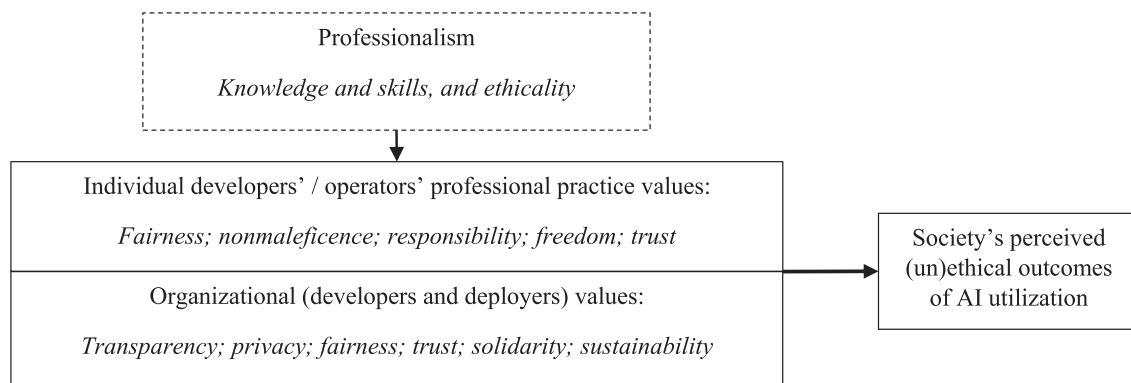 Professionalism
Knowledge and skills, and ethicality
Individual developers’ / operators’ professional practice values:
Fairness; nonmaleficence; responsibility; freedom; trust
Organizational (developers and deployers) values:
Transparency; privacy; fairness; trust; solidarity; sustainability
Society’s perceived
(un)ethical outcomes
of AI utilization